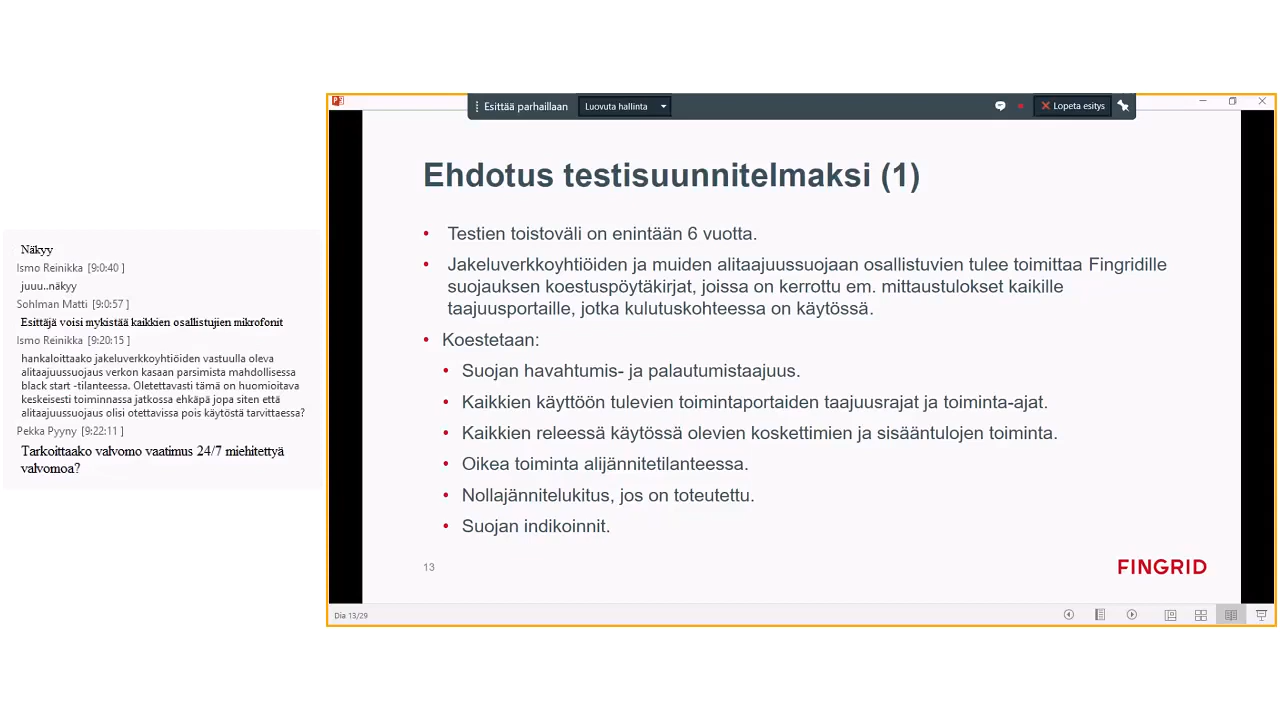 Näkyy
Ismo Reinikka [9:0:40 ]
juuu..näkyy
Sohlman Matti [9:0:57 ]
Esittäjä voisi mykistää kaikkien osallistujien mikrofonit
Ismo Reinikka [9:20:15 ]
hankaloittaako jakeluverkkoyhtiöiden vastuulla oleva
alitaajuussuojaus verkon kasaan parsimista mahdollisessa
black start -tilanteessa. Oletettavasti tämä on huomioitava
keskeisesti toiminnassa jatkossa ehkäpä jopa siten että
alitaajuussuojaus olisi otettavissa pois käytöstä tarvittaessa?
Pekka Pyyny [9:22:11 ]
Tarkoittaako valvomo vaatimus 24/7 miehitettyä
valvomoa?
Esittää parhaillaan
Luovuta hallinta
Lopeta esitys
Ehdotus testisuunnitelmaksi (1)
• Testien toistoväli on enintään 6 vuotta.
• Jakeluverkkoyhtiöiden ja muiden alitaajuussuojaan osallistuvien tulee toimittaa Fingridille
suojauksen koestuspöytäkirjat, joissa on kerrottu em. mittaustulokset kaikille
taajuusportaille, jotka kulutuskohteessa on käytössä.
• Koestetaan:
• Suojan havahtumis- ja palautumistaajuus.
• Kaikkien käyttöön tulevien toimintaportaiden taajuusrajat ja toiminta-ajat.
• Kaikkien releessä käytössä olevien koskettimien ja sisääntulojen toiminta.
• Oikea toiminta alijännitetilanteessa.
• Nollajännitelukitus, jos on toteutettu.
• Suojan indikoinnit.
13
FINGRID
Dia: 13/29